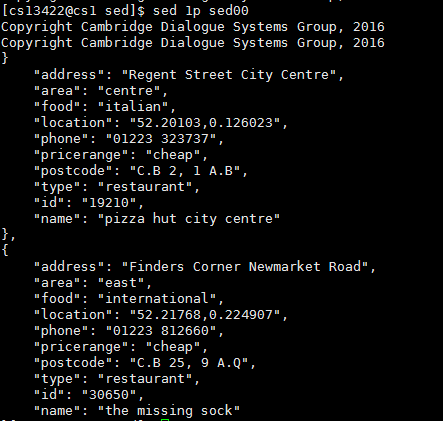 [cs13422@cs1 sed]$ sed 1p sed00
Copyright Cambridge Dialogue Systems Group, 2016
Copyright Cambridge Dialogue Systems Group, 2016
}
    "address": "Regent Street City Centre",
    "area": "centre",
    "food": "italian",
    "location": "52.20103,0.126023",
    "phone": "01223 323737",
    "pricerange": "cheap",
    "postcode": "C.B 2, 1 A.B",
    "type": "restaurant",
    "id": "19210",
    "name": "pizza hut city centre"
},
{
    "address": "Finders Corner Newmarket Road",
    "area": "east",
    "food": "international",
    "location": "52.21768,0.224907",
    "phone": "01223 812660",
    "pricerange": "cheap",
    "postcode": "C.B 25, 9 A.Q",
    "type": "restaurant",
    "id": "30650",
    "name": "the missing sock"